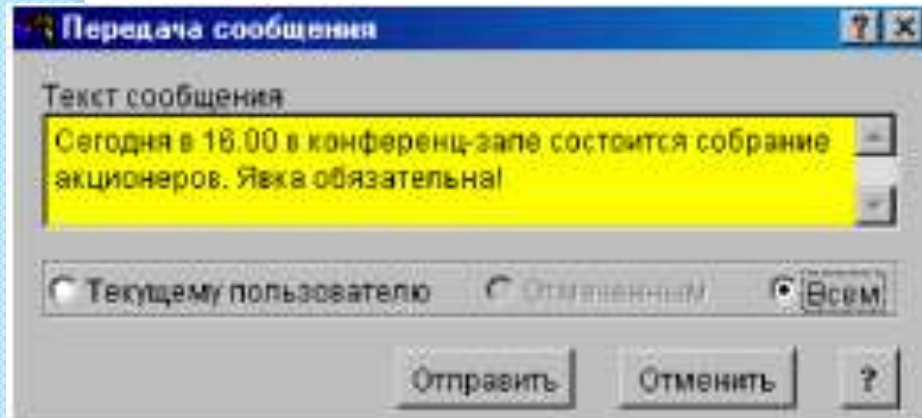 Передача сообщения
Текст сообщения
Сегодня в 16.00 в конференц-зале состоится собрание
акционеров. Явка обязательна!
Текущему пользователю Отмеченным Всем
Отправить Отменить ?